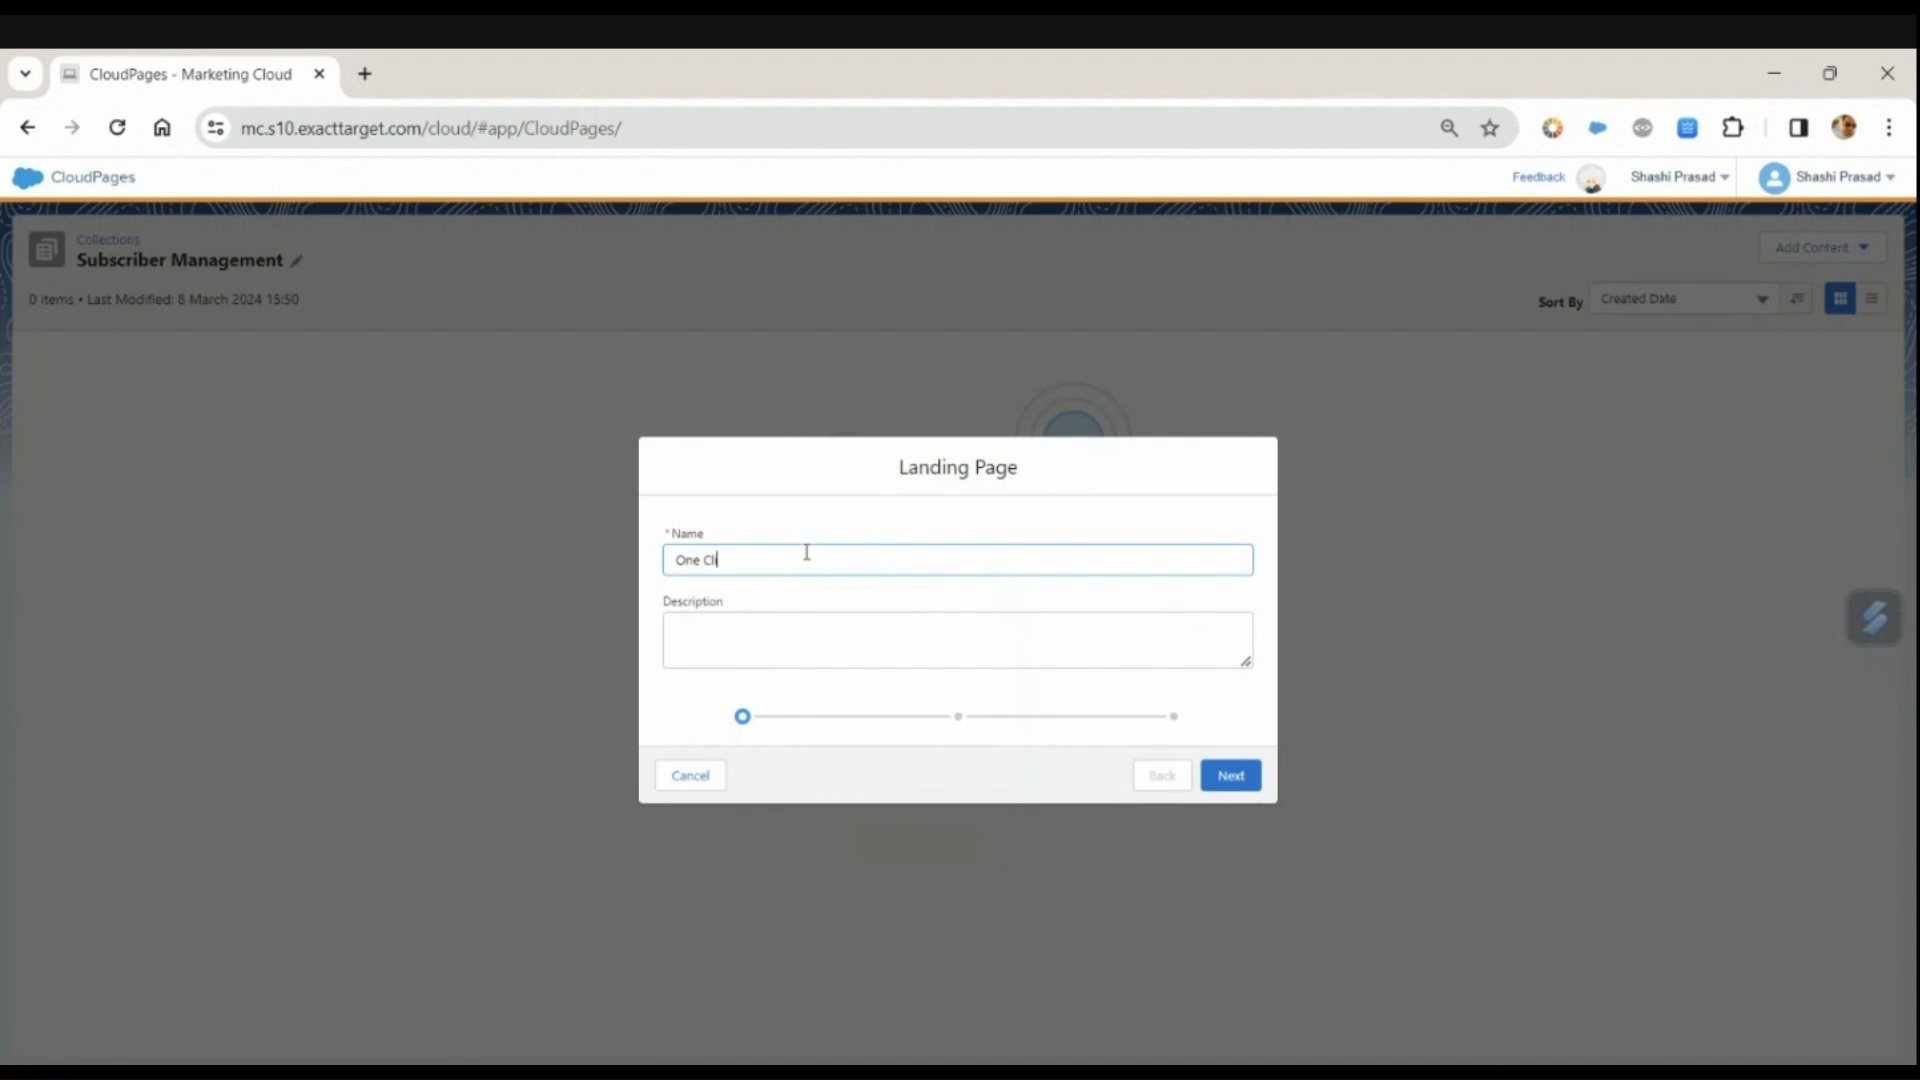 CloudPages - Marketing Cloud
mc.s10.exacttarget.com/cloud/#app/CloudPages/
CloudPages
Feedback
Shashi Prasad
Shashi Prasad
Collections
Subscriber Management
Add Content
0 items • Last Modified: 8 March 2024 15:50
Sort By
Created Date
Landing Page
*Name
One Cli
Description
Cancel
Back
Next